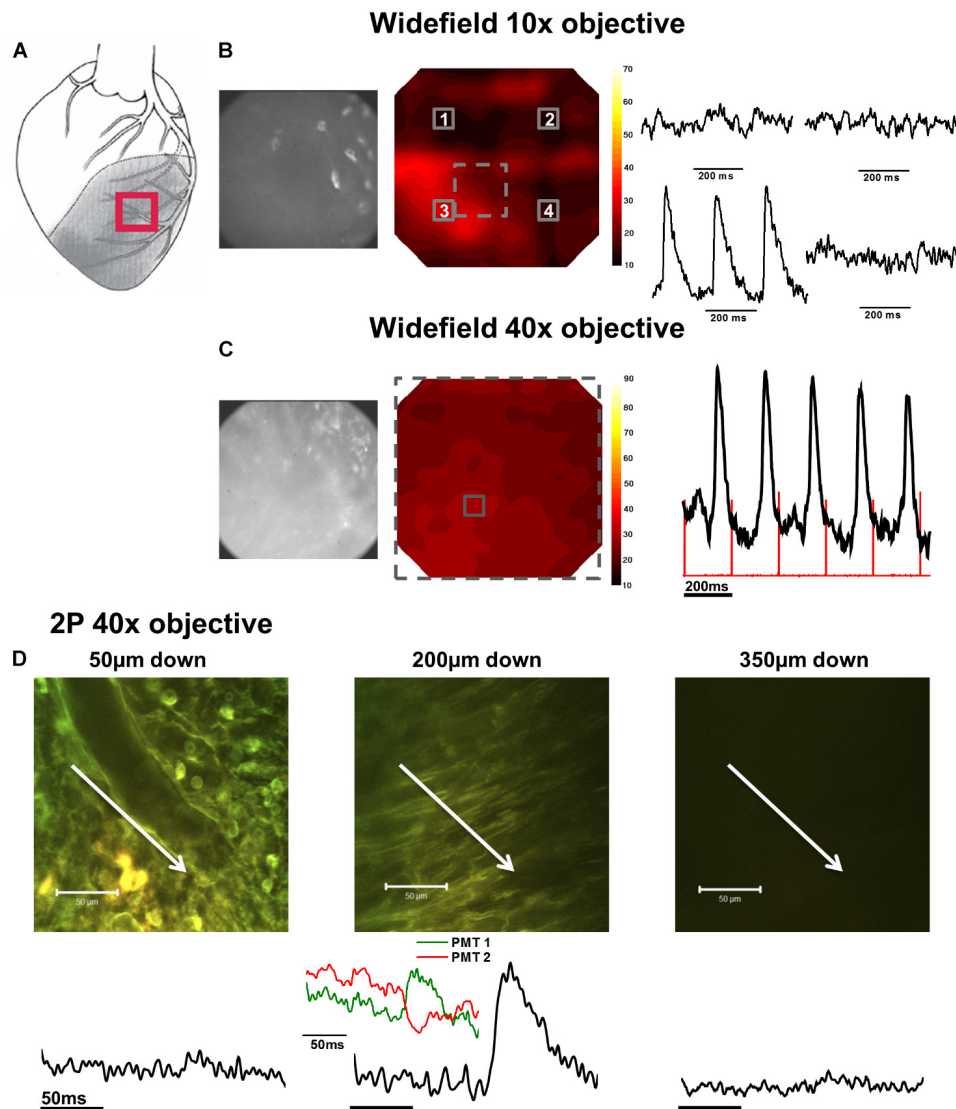 Widefield 10x objective
A
B
1
2
3
4
70
60
50
40
30
20
10
200 ms
200 ms
200 ms
200 ms
Widefield 40x objective
C
90
80
70
60
50
40
30
20
10
200ms
2P 40x objective
D
50µm down
200µm down
350µm down
50 µm
50 µm
50 µm
PMT 1
PMT 2
50ms
50ms